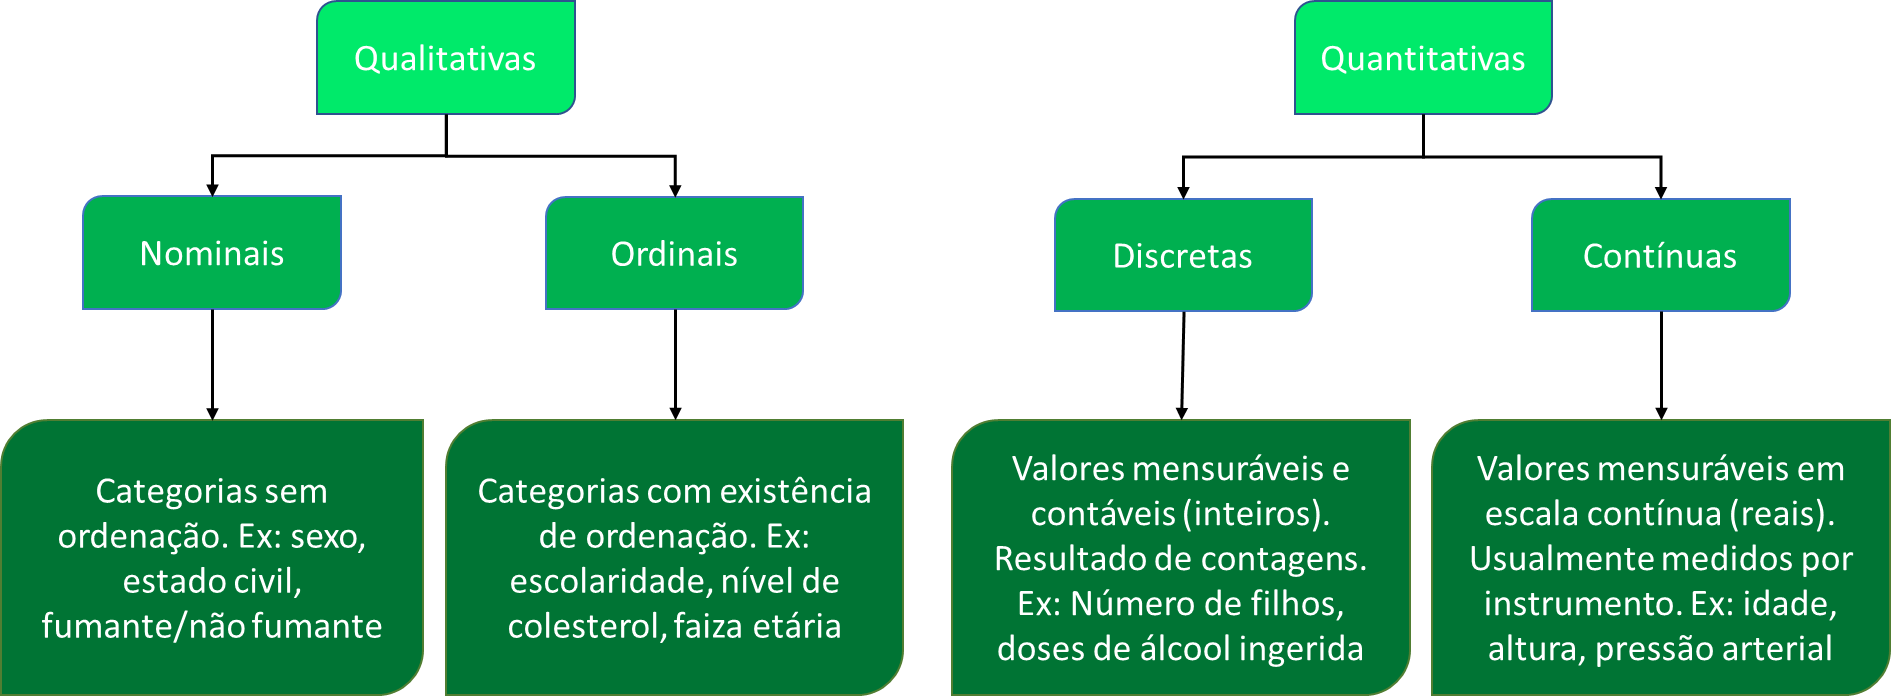 Qualitativas
Nominais
Ordinais
Categorias sem
ordenação. Ex: sexo,
estado civil,
fumante/não fumante
Categorias com existência
de ordenação. Ex:
escolaridade, nível de
colesterol, faiza etária
Quantitativas
Discretas
Contínuas
Valores mensuráveis e
contáveis (inteiros).
Resultado de contagens.
Ex: Número de filhos,
doses de álcool ingerida
Valores mensuráveis em
escala contínua (reais).
Usualmente medidos por
instrumento. Ex: idade,
altura, pressão arterial